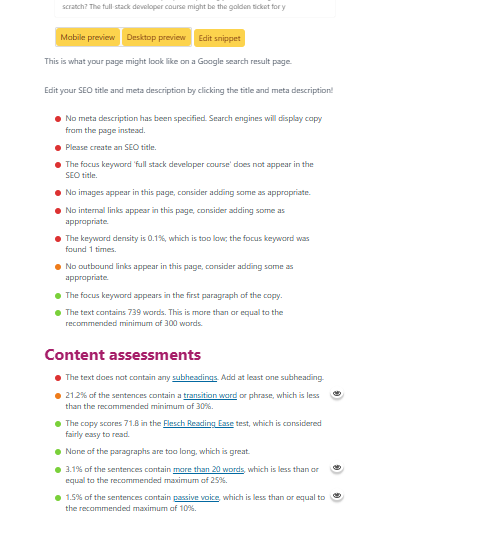 scratch? The full stack developer course might be the golden ticket for y
Mobile preview Desktop preview Edit snippet
This is what your page might look like on a Google search result page.
Edit your SEO title and meta description by clicking the title and meta description!
No meta description has been specified. Search engines will display copy
from the page instead.
Please create an SEO title.
The focus keyword 'full stack developer course' does not appear in the
SEO title.
No images appear in this page, consider adding some as appropriate.
No internal links appear in this page, consider adding some as
appropriate.
The keyword density is 0.1%, which is too low; the focus keyword was
found 1 times.
No outbound links appear in this page, consider adding some as
appropriate.
The focus keyword appears in the first paragraph of the copy.
The text contains 739 words. This is more than or equal to the
recommended minimum of 300 words.
Content assessments
The text does not contain any subheadings. Add at least one subheading.
21.2% of the sentences contain a transition word or phrase, which is less
than the recommended minimum of 30%.
The copy scores 71.8 in the Flesch Reading Ease test, which is considered
fairly easy to read.
None of the paragraphs are too long, which is great.
3.1% of the sentences contain more than 20 words, which is less than or
equal to the recommended maximum of 25%.
1.5% of the sentences contain passive voice, which is less than or equal to
the recommended maximum of 10%.